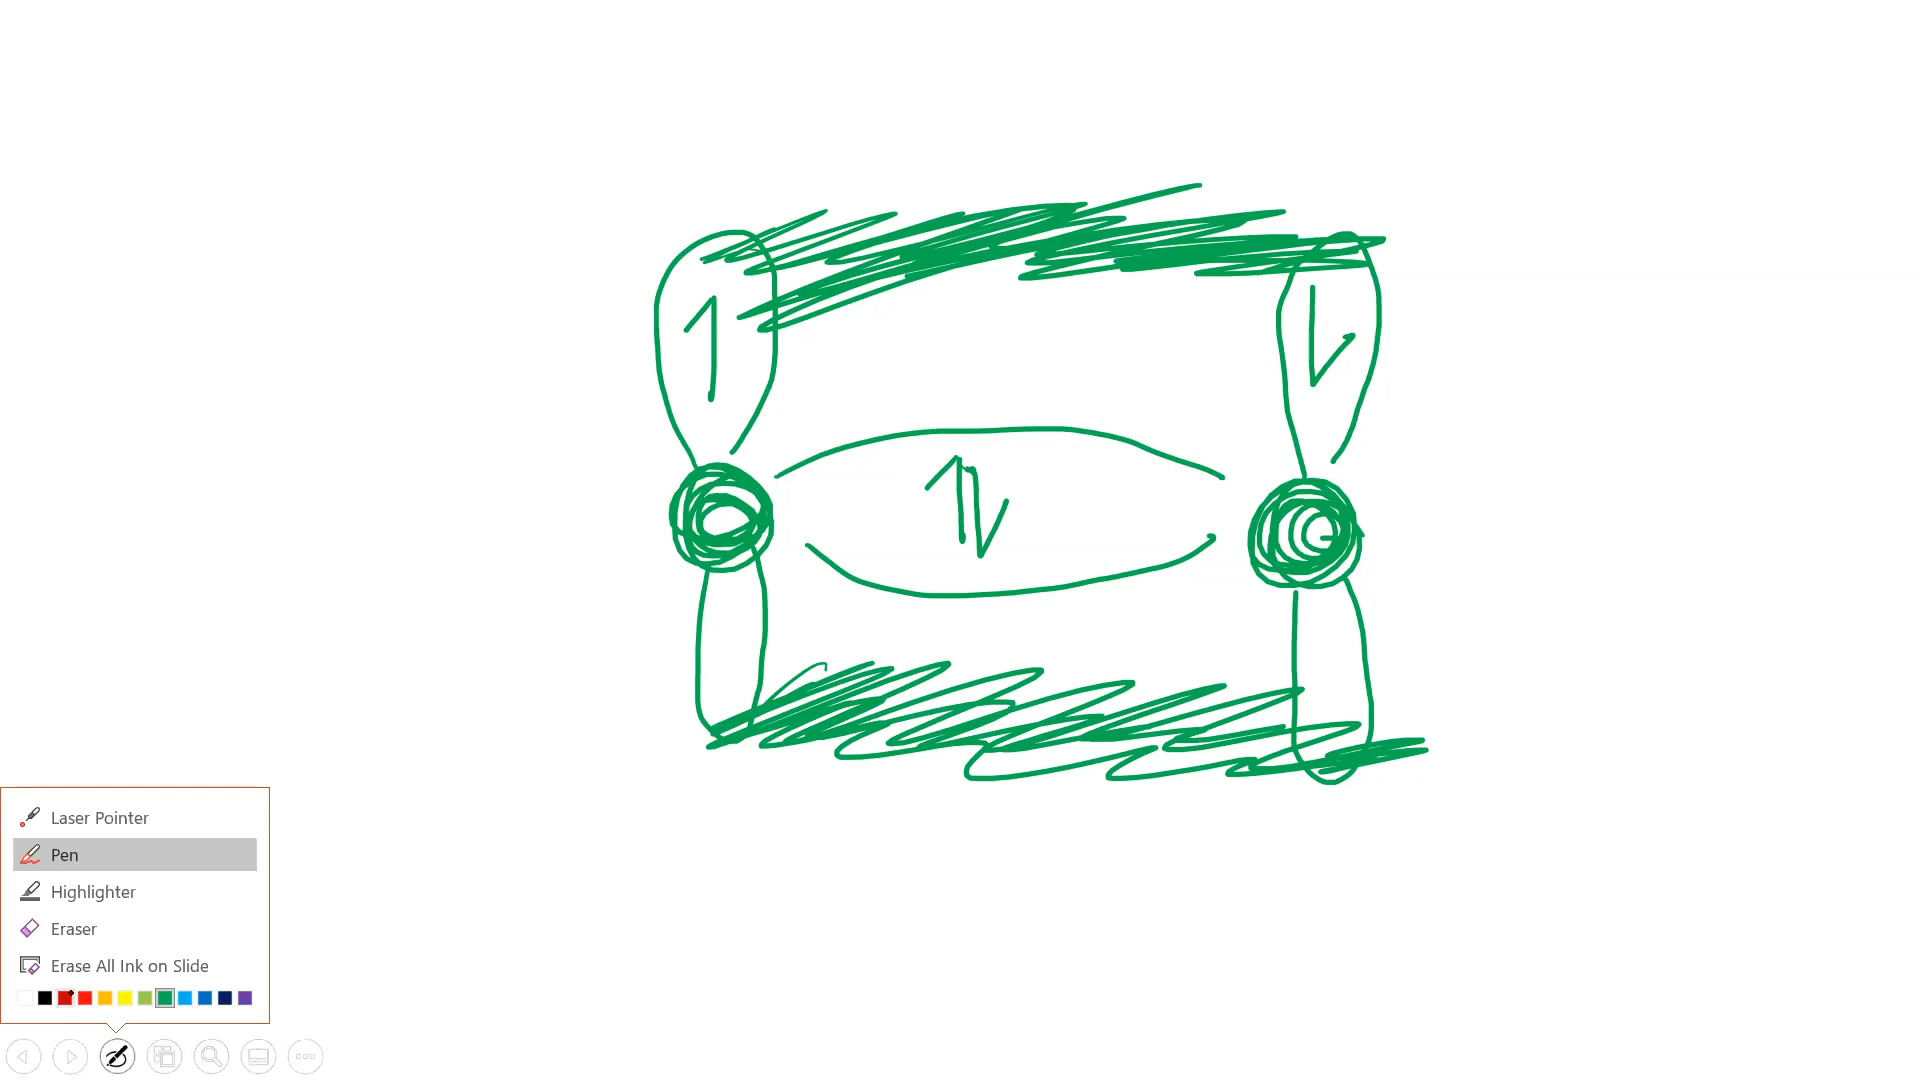 Laser Pointer
Pen
Highlighter
Eraser
Erase All Ink on Slide